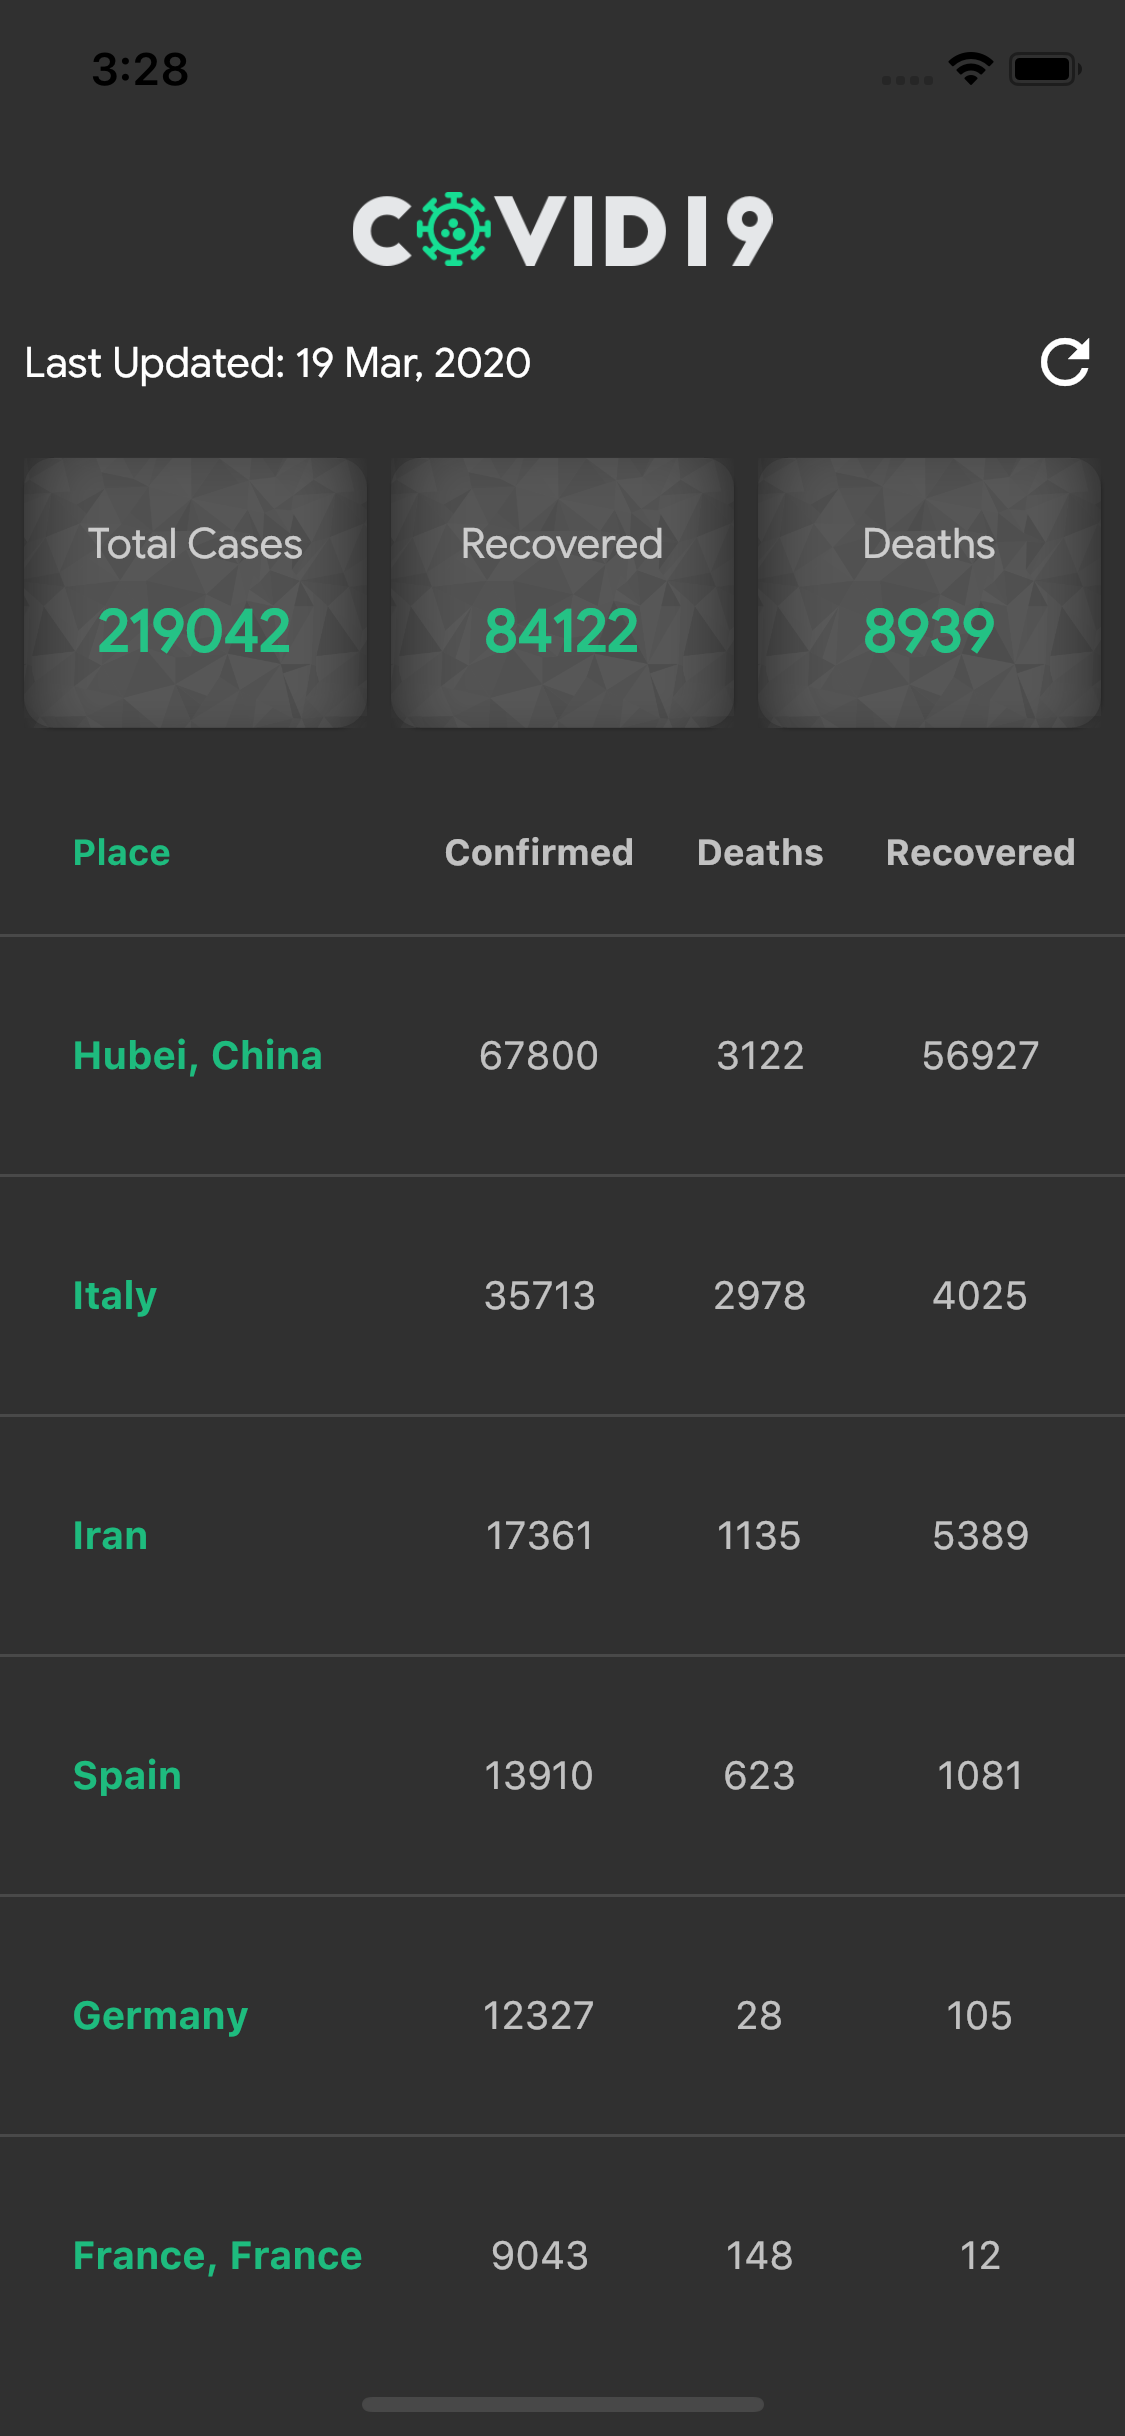 3:28
COVID19
Last Updated: 19 Mar, 2020
Total Cases Recovered Deaths
219042 84122 8939
Place Confirmed Deaths Recovered
Hubei, China 67800 3122 56927
Italy 35713 2978 4025
Iran 17361 1135 5389
Spain 13910 623 1081
Germany 12327 28 105
France, France 9043 148 12